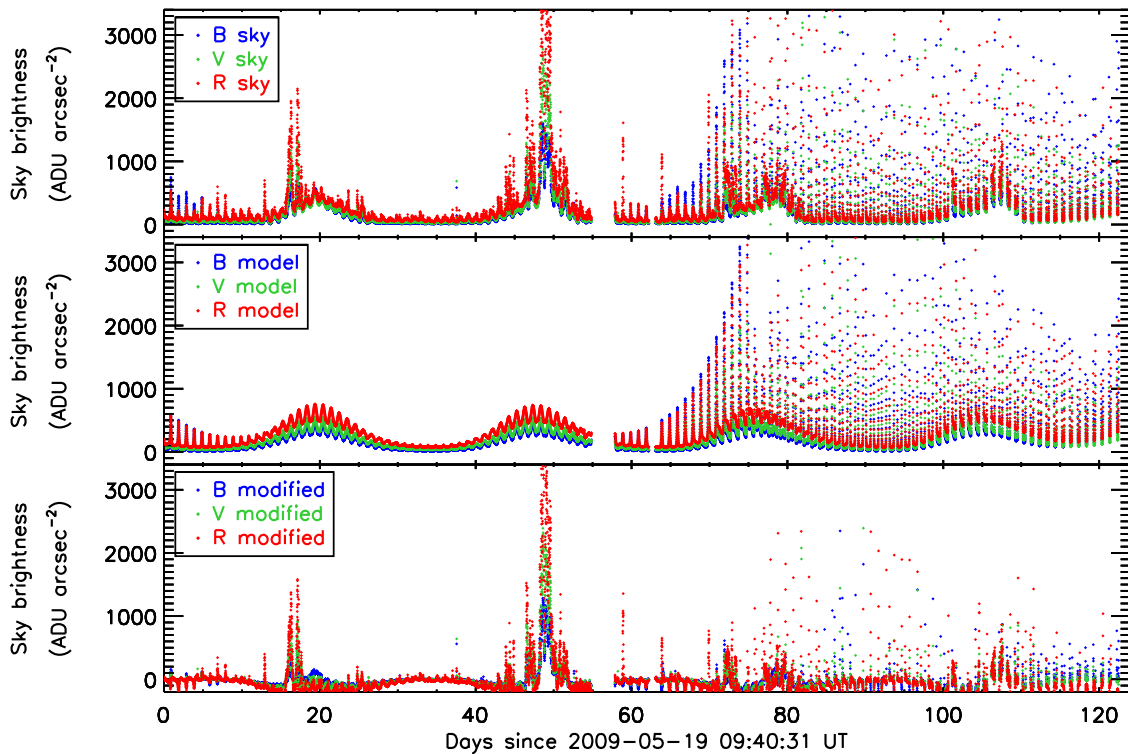 3000
2000
1000
0
Sky brightness
(ADU arcsec−2)
B sky
V sky
R sky
3000
2000
1000
0
Sky brightness
(ADU arcsec−2)
B model
V model
R model
3000
2000
1000
0
Sky brightness
(ADU arcsec−2)
B modified
V modified
R modified
0 20 40 60 80 100 120
Days since 2009−05−19 09:40:31 UT